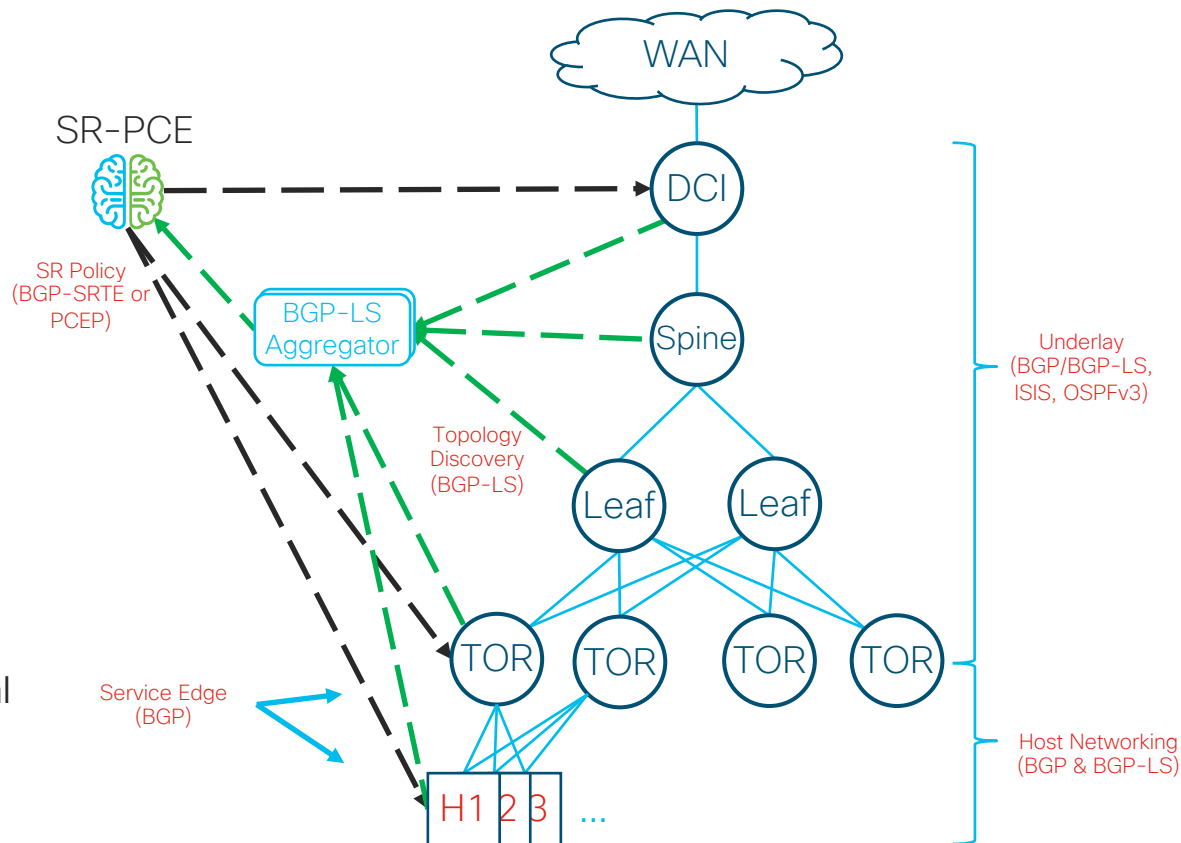 WAN
SR-PCE
DCI
SR Policy
(BGP-SRTE or
PCEP)
BGP-LS
Aggregator
Spine
Underlay
(BGP/BGP-LS,
ISIS, OSPFv3)
Topology
Discovery
(BGP-LS)
Leaf
Leaf
TOR
TOR
TOR
TOR
al
Service Edge
(BGP)
Host Networking
(BGP & BGP-LS)
H1 2 3 ...